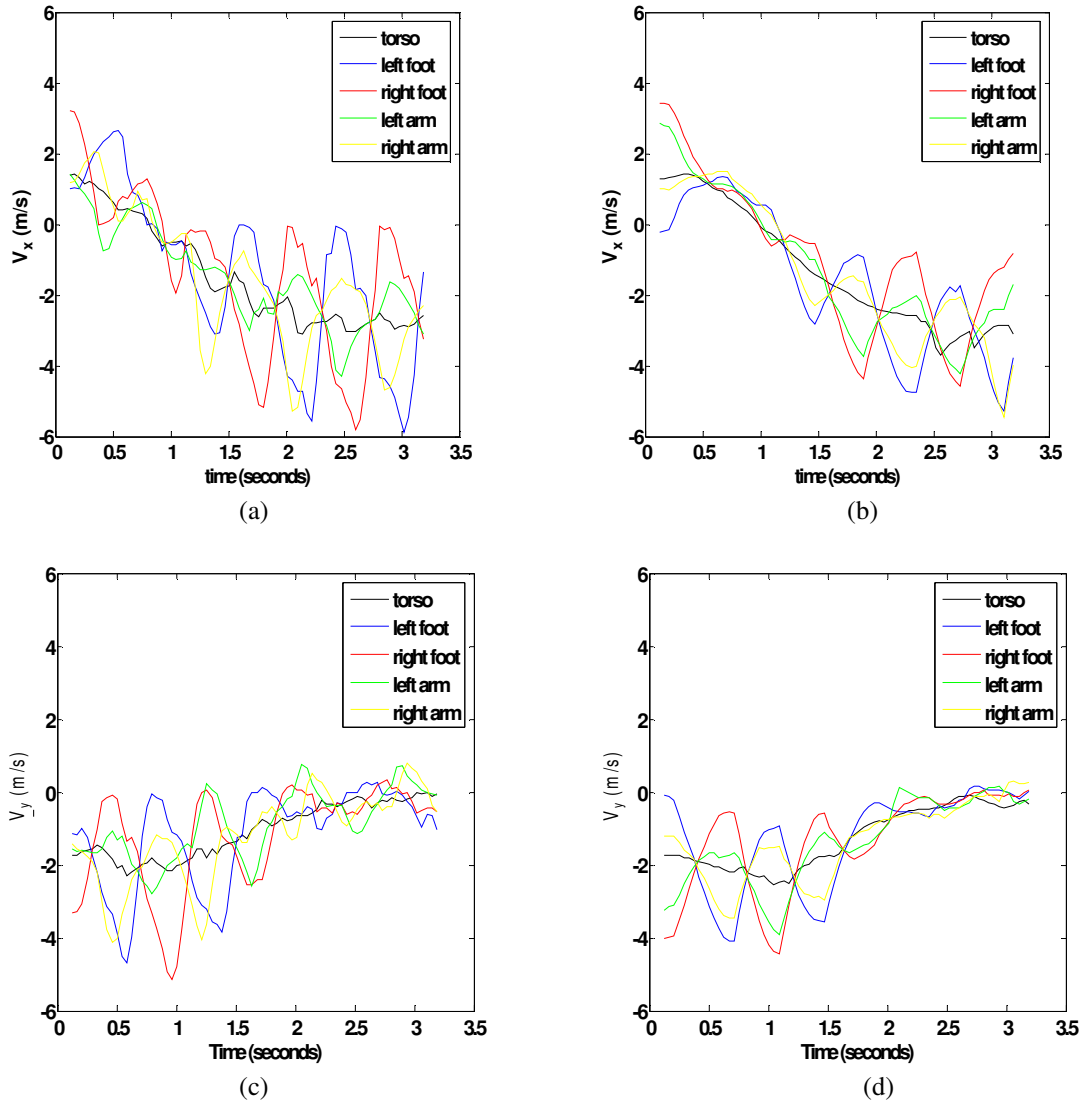 6
4
2
0
-2
-4
-6
V_x (m/s)
torso
left foot
right foot
left arm
right arm
0 0.5 1 1.5 2 2.5 3 3.5
time (seconds)
(a)
6
4
2
0
-2
-4
-6
V_x (m/s)
torso
left foot
right foot
left arm
right arm
0 0.5 1 1.5 2 2.5 3 3.5
time (seconds)
(b)
6
4
2
0
-2
-4
-6
V_y (m/s)
torso
left foot
right foot
left arm
right arm
0 0.5 1 1.5 2 2.5 3 3.5
Time (seconds)
(c)
6
4
2
0
-2
-4
-6
V_y (m/s)
torso
left foot
right foot
left arm
right arm
0 0.5 1 1.5 2 2.5 3 3.5
Time (seconds)
(d)